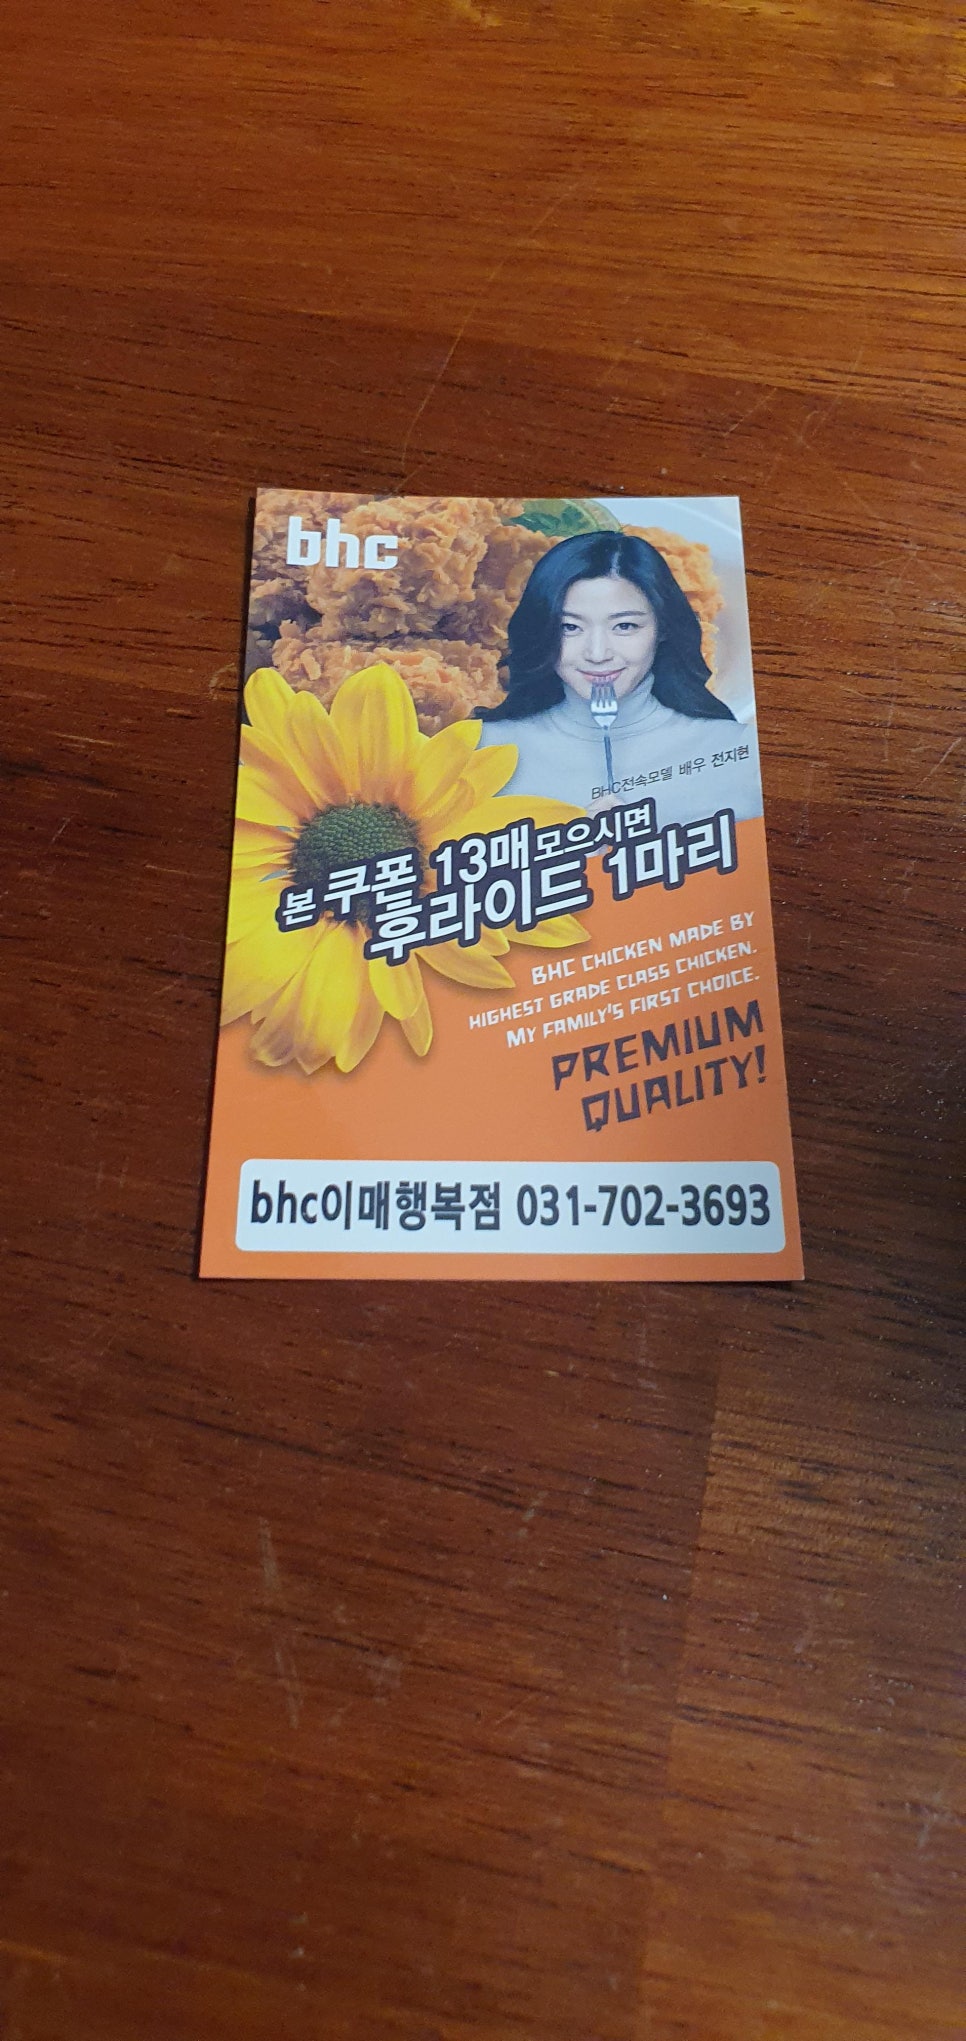 bhc
BHC전속모델 배우 전지현
본 쿠폰 13매 모으시면
후라이드 1마리
BHC CHICKEN MADE BY
HIGHEST GRADE CLASS CHICKEN.
MY FAMILY'S FIRST CHOICE.
PREMIUM
QUALITY!
bhc이매행복점 031-702-3693